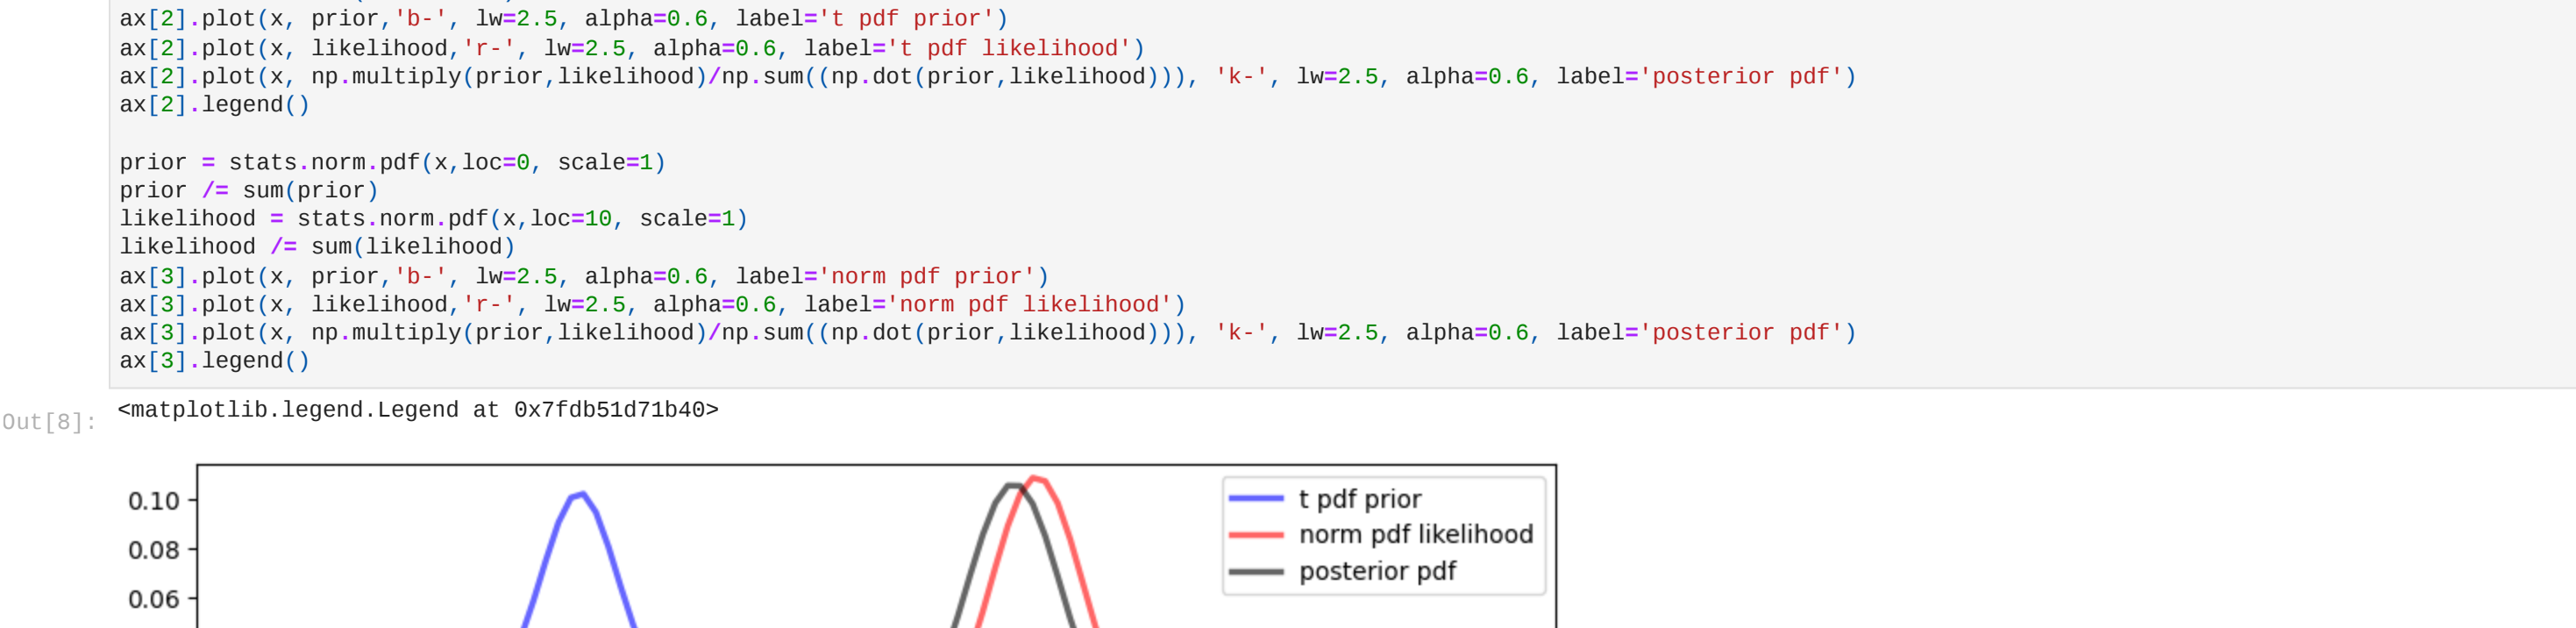 ax[2].plot(x, prior,'b-', lw=2.5, alpha=0.6, label='t pdf prior')
ax[2].plot(x, likelihood,'r-', lw=2.5, alpha=0.6, label='t pdf likelihood')
ax[2].plot(x, np.multiply(prior,likelihood)/np.sum((np.dot(prior,likelihood))), 'k-', lw=2.5, alpha=0.6, label='posterior pdf')
ax[2].legend()
prior = stats.norm.pdf(x,loc=0, scale=1)
prior /= sum(prior)
likelihood = stats.norm.pdf(x,loc=10, scale=1)
likelihood /= sum(likelihood)
ax[3].plot(x, prior,'b-', lw=2.5, alpha=0.6, label='norm pdf prior')
ax[3].plot(x, likelihood,'r-', lw=2.5, alpha=0.6, label='norm pdf likelihood')
ax[3].plot(x, np.multiply(prior,likelihood)/np.sum((np.dot(prior,likelihood))), 'k-', lw=2.5, alpha=0.6, label='posterior pdf')
ax[3].legend()
<matplotlib.legend.Legend at 0x7fdb51d71b40>
Out[8]:
0.10
0.08
0.06
t pdf prior
norm pdf likelihood
posterior pdf